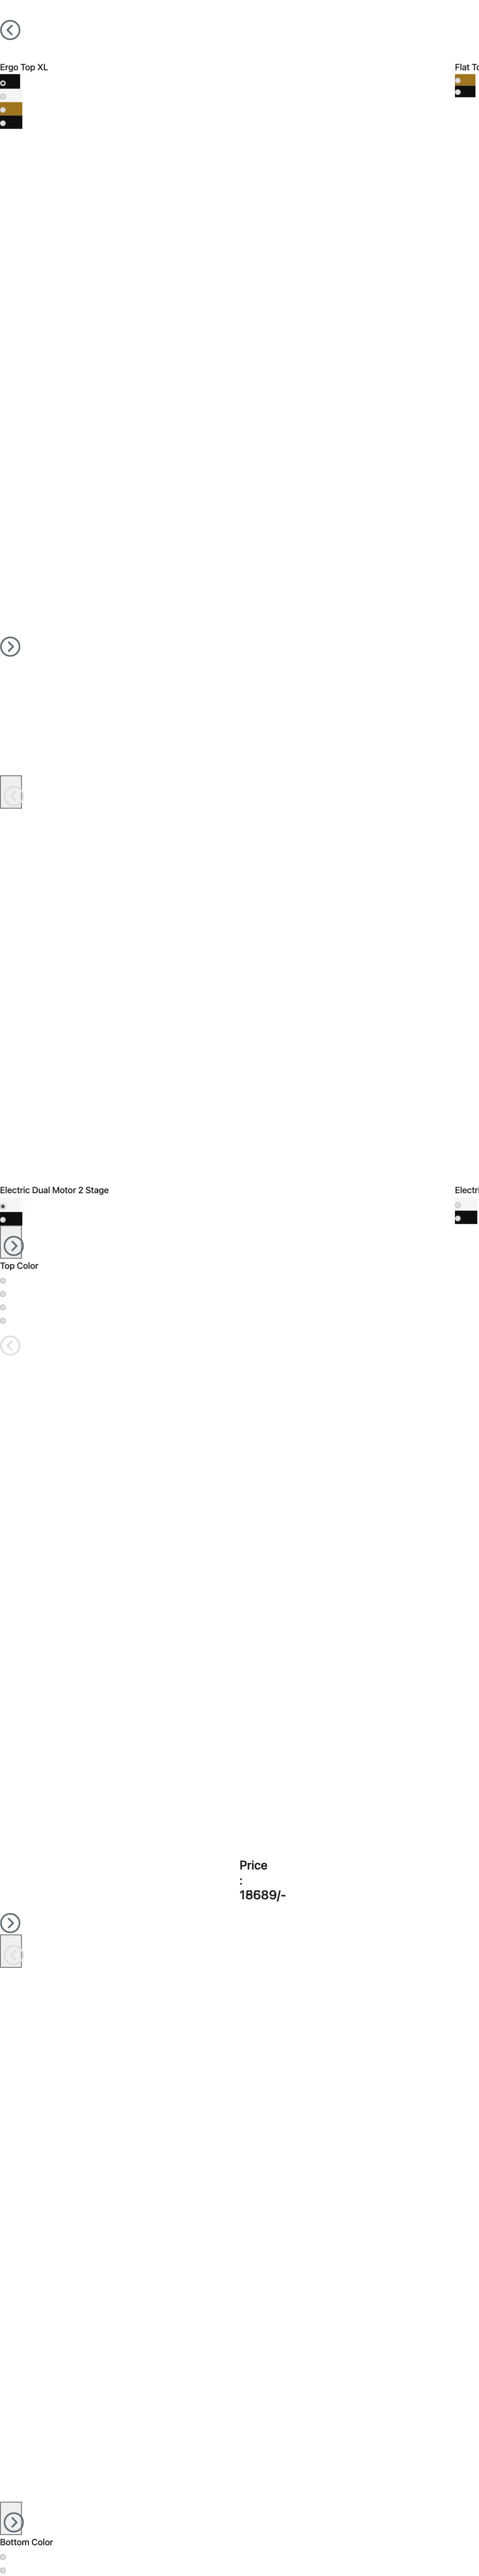 Ergo Top XL
Flat To
Electric Dual Motor 2 Stage
Electri
Top Color
Price
:
18689/-
Bottom Color